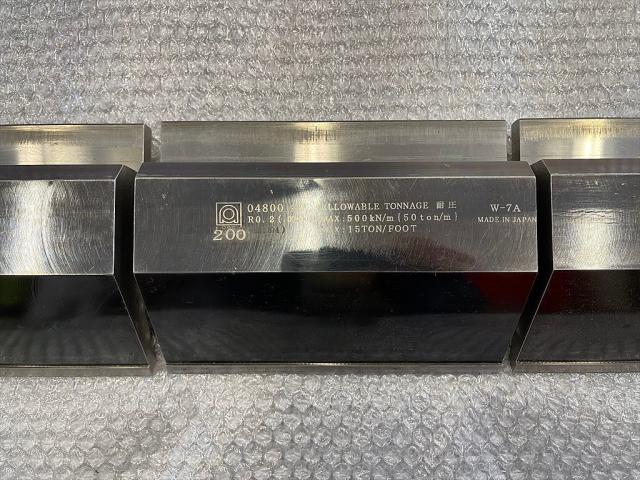 04800 ALLOWABLE TONNAGE 耐圧 W-7A
R0.2 MAX:500kN/m{50ton/m} MADE IN JAPAN
200 :15TON/FOOT